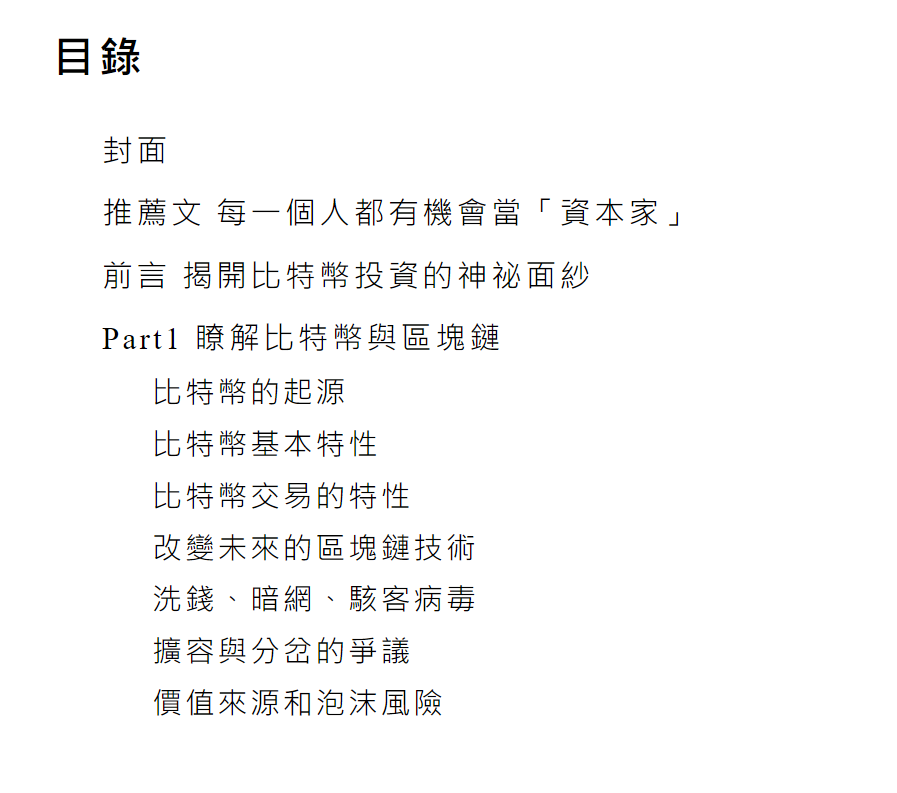 目錄
封面
推薦文 每一個人都有機會當「資本家」
前言 揭開比特幣投資的神祕面紗
Part1 瞭解比特幣與區塊鏈
比特幣的起源
比特幣基本特性
比特幣交易的特性
改變未來的區塊鏈技術
洗錢、暗網、駭客病毒
擴容與分岔的爭議
價值來源和泡沫風險